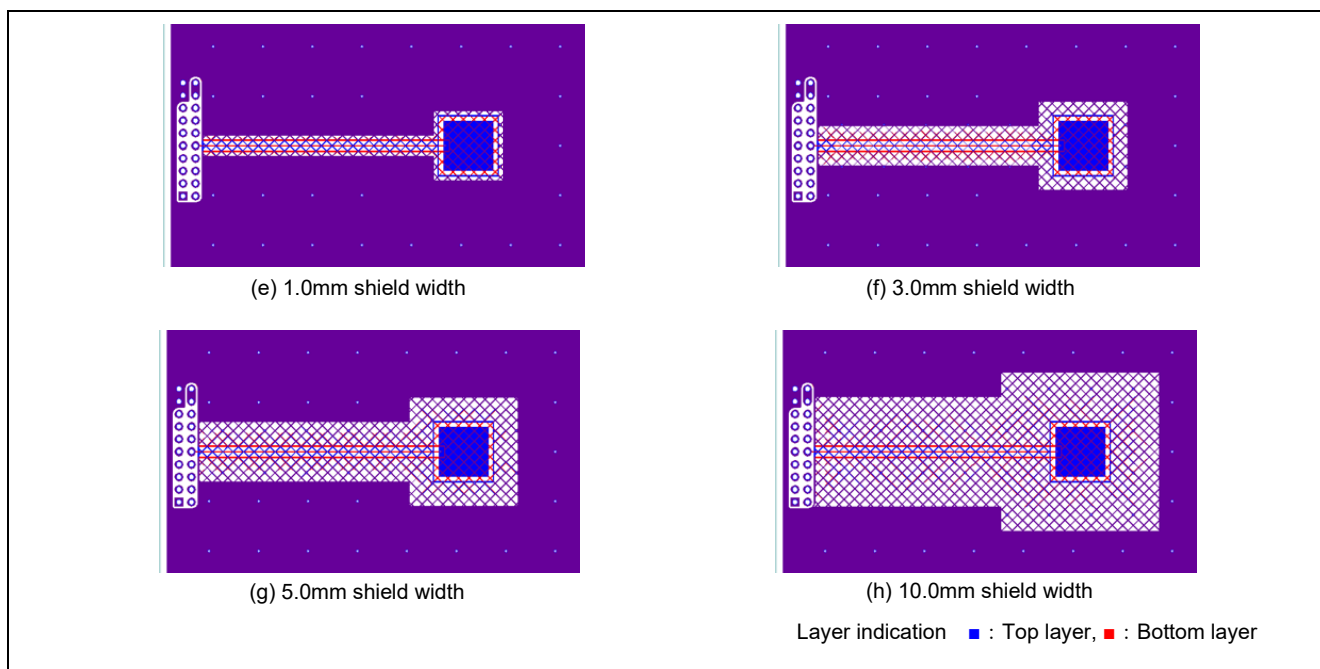 (e) 1.0mm shield width
(f) 3.0mm shield width
(g) 5.0mm shield width
(h) 10.0mm shield width
Layer indication ■ : Top layer, ■ : Bottom layer